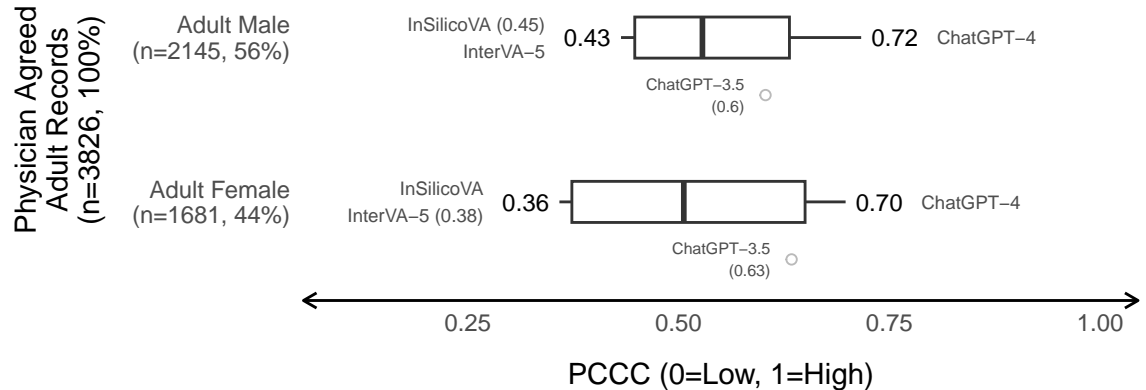 Physician Agreed
Adult Records
(n=3826, 100%)
Adult Male
(n=2145, 56%)
InSilicoVA (0.45)
InterVA−5
0.43
0.72
ChatGPT−4
ChatGPT−3.5
(0.6)
Adult Female
(n=1681, 44%)
InSilicoVA
InterVA−5 (0.38)
0.36
0.70
ChatGPT−4
ChatGPT−3.5
(0.63)
0.25 0.50 0.75 1.00
PCCC (0=Low, 1=High)